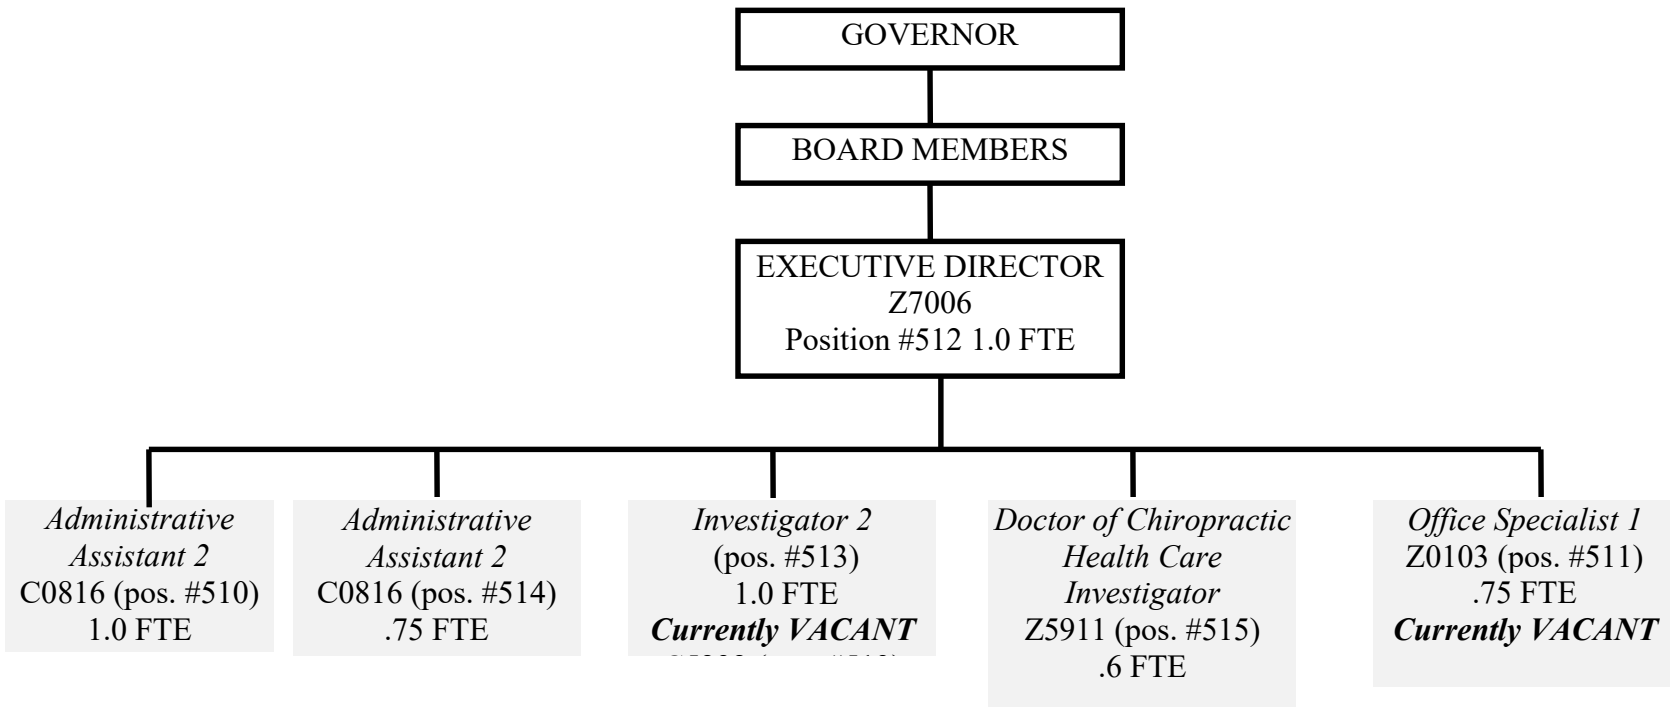 GOVERNOR
BOARD MEMBERS
EXECUTIVE DIRECTOR
Z7006
Position #512 1.0 FTE
Administrative
Assistant 2
C0816 (pos. #510)
1.0 FTE
Administrative
Assistant 2
C0816 (pos. #514)
.75 FTE
Investigator 2
(pos. #513)
1.0 FTE
Currently VACANT
Doctor of Chiropractic
Health Care
Investigator
Z5911 (pos. #515)
.6 FTE
Office Specialist 1
Z0103 (pos. #511)
.75 FTE
Currently VACANT